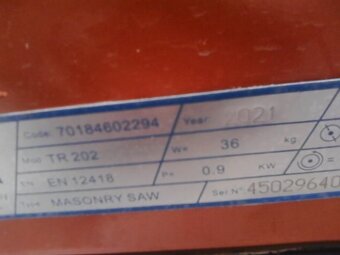 Code: 70184602294 Year: 2021
Mod: TR 202 W= 36 kg.
EN: EN 12418 P= 0.9 KW
Type: MASONRY SAW Ser N°: 45029640